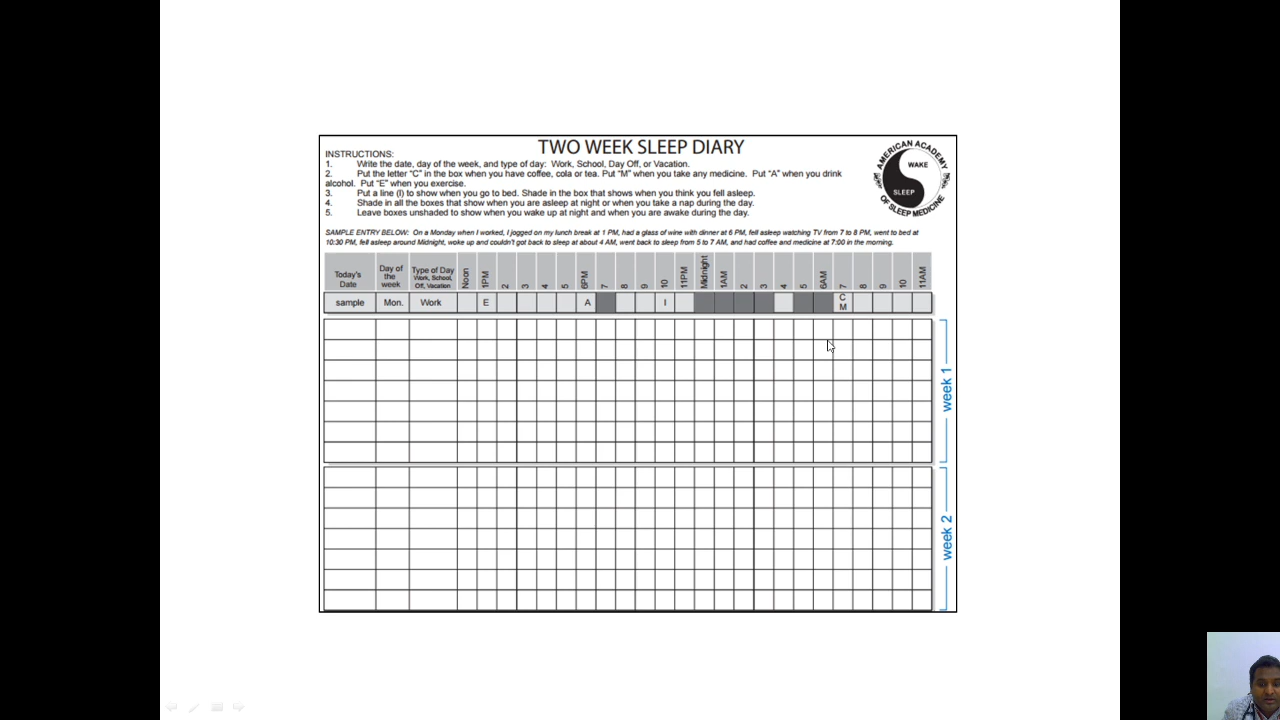 TWO WEEK SLEEP DIARY
INSTRUCTIONS:
1. Write the date, day of the week, and type of day: Work, School, Day Off, or Vacation.
2. Put the letter “C” in the box when you have coffee, cola or tea. Put “M” when you take any medicine. Put “A” when you drink
alcohol. Put “E” when you exercise.
3. Put a line (l) to show when you go to bed. Shade in the box that shows when you think you fell asleep.
4. Shade in all the boxes that show when you are asleep at night or when you take a nap during the day.
5. Leave boxes unshaded to show when you wake up at night and when you are awake during the day.
AMERICAN ACADEMY
WAKE
SLEEP
OF SLEEP MEDICINE
SAMPLE ENTRY BELOW: On a Monday when I worked, I jogged on my lunch break at 1 PM, had a glass of wine with dinner at 6 PM, fell asleep watching TV from 7 to 8 PM, went to bed at
10:30 PM, fell asleep around Midnight, woke up and couldn't got back to sleep at about 4 AM, went back to sleep from 5 to 7 AM, and had coffee and medicine at 7:00 in the morning.
Today's
Date
Day of
the
week
Type of Day
Work, School,
Off, Vacation
Noon
1PM
2
3
4
5
6PM
7
8
9
10
11PM
Midnight
1AM
2
3
4
5
6AM
7
8
9
10
11AM
sample Mon. Work E A I C
M
week 1
week 2